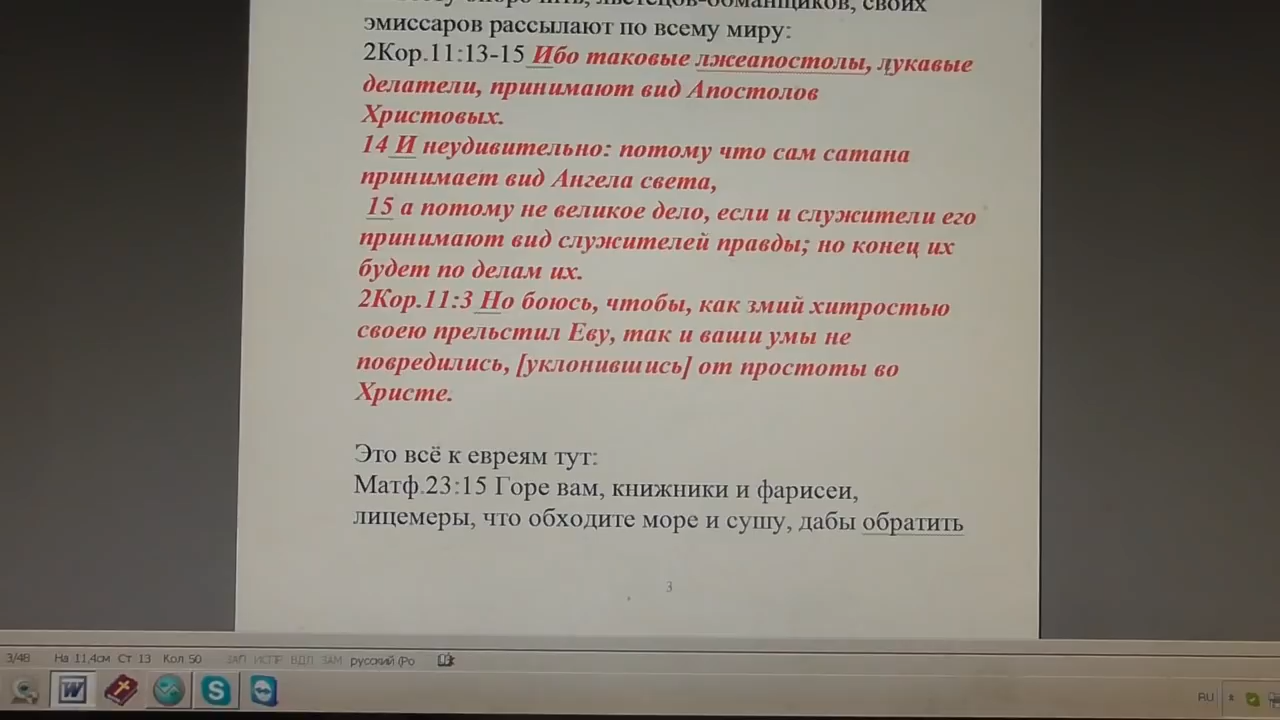 льстецов-обманщиков, своих
эмиссаров рассылают по всему миру:
2Кор.11:13-15 Ибо таковые лжеапостолы, лукавые
делатели, принимают вид Апостолов
Христовых.
14 И неудивительно: потому что сам сатана
принимает вид Ангела света,
15 а потому не великое дело, если и служители его
принимают вид служителей правды; но конец их
будет по делам их.
2Кор.11:3 Но боюсь, чтобы, как змий хитростью
своею прельстил Еву, так и ваши умы не
повредились, [уклонившись] от простоты во
Христе.
Это всё к евреям тут:
Матф.23:15 Горе вам, книжники и фарисеи,
лицемеры, что обходите море и сушу, дабы обратить
3
3/48 На 11,4см Ст 13 Кол 50 ЗАП ИСПР ВДЛ ЗАМ русский (Ро
W S RU